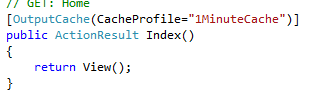 // GET: Home
[OutputCache(CacheProfile="1MinuteCache")]
public ActionResult Index()
{
return View();
}